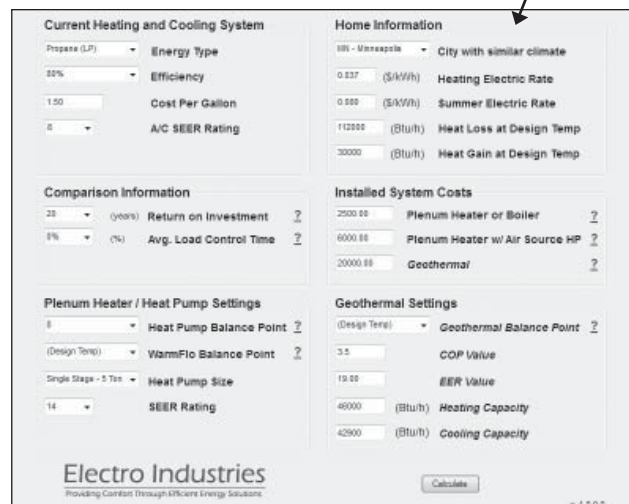 Current Heating and Cooling System
Propane (LP) Energy Type
80% Efficiency
1.50 Cost Per Gallon
8 A/C SEER Rating
Home Information
MN - Minneapolis City with similar climate
0.037 ($/kWh) Heating Electric Rate
($/kWh) Summer Electric Rate
112000 (Btu/h) Heat Loss at Design Temp
30000 (Btu/h) Heat Gain at Design Temp
Comparison Information
20 (years) Return on Investment ?
0% (%) Avg. Load Control Time ?
Installed System Costs
2500.00 Plenum Heater or Boiler ?
6000.00 Plenum Heater w/ Air Source HP ?
20000.00 Geothermal ?
Plenum Heater / Heat Pump Settings
Heat Pump Balance Point ?
(Design Temp) WarmFlo Balance Point ?
Single Stage - 5 Ton Heat Pump Size
14 SEER Rating
Geothermal Settings
(Design Temp) Geothermal Balance Point ?
3.5 COP Value
19.00 EER Value
46000 (Btu/h) Heating Capacity
42900 (Btu/h) Cooling Capacity
Electro Industries
Providing Comfort Through Efficient Energy Solutions
Calculate